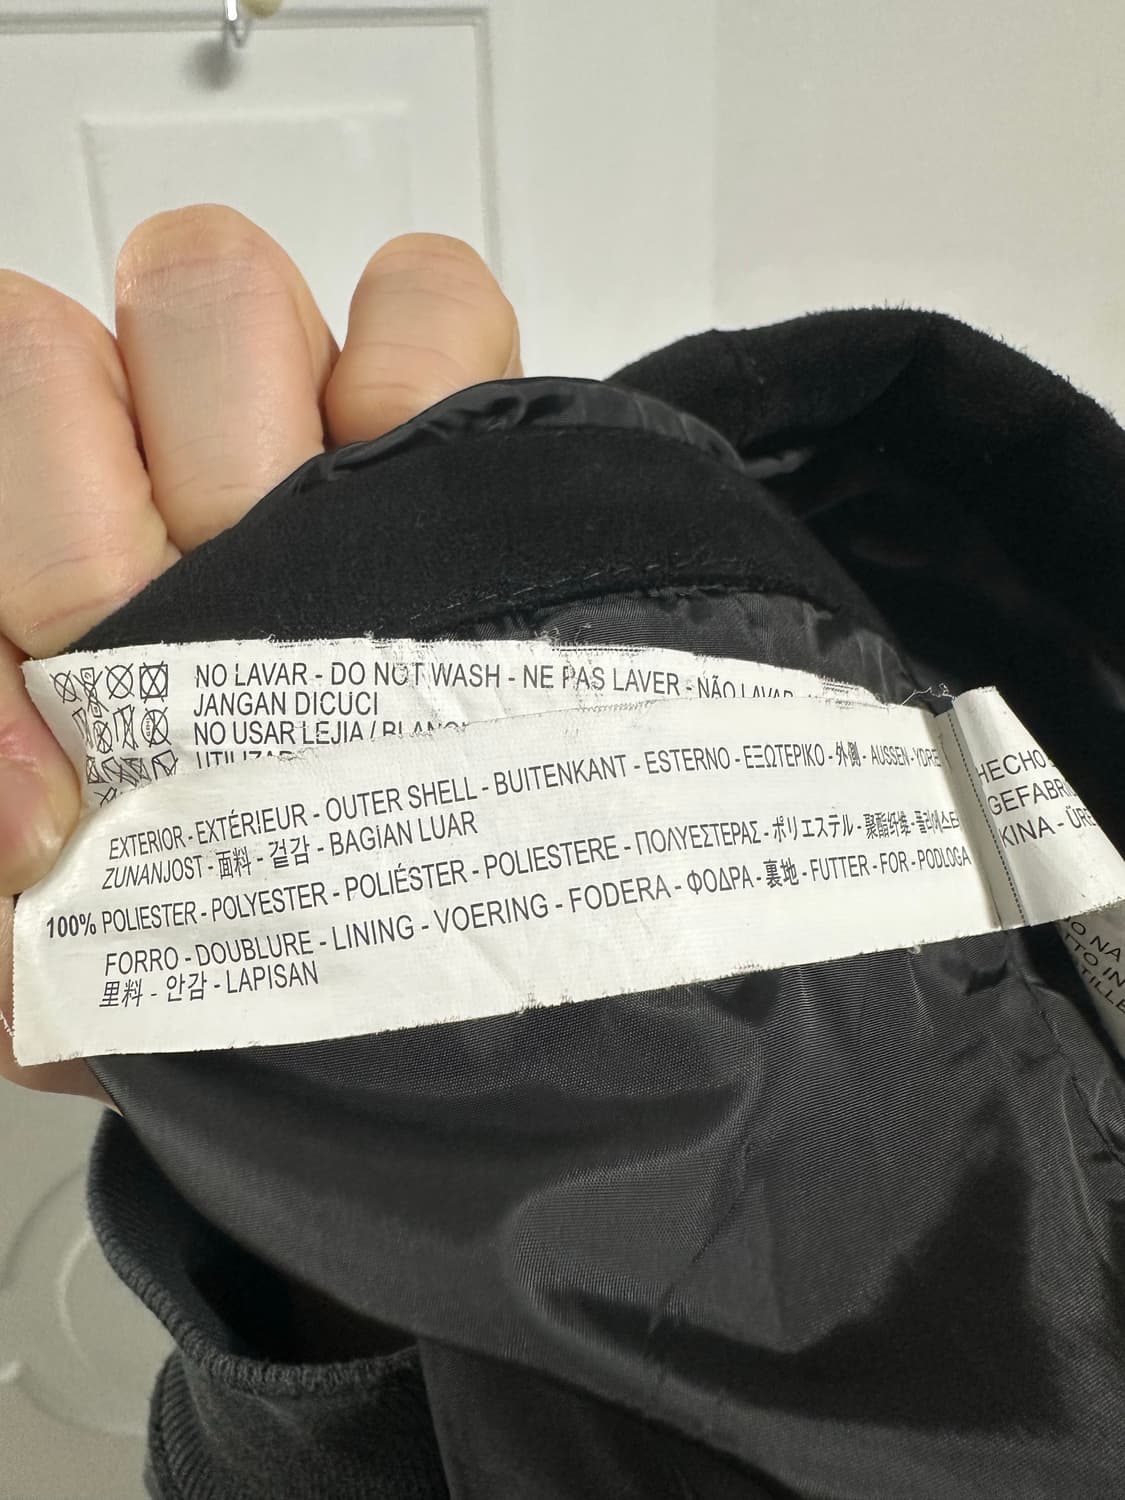 NO LAVAR - DO NOT WASH - NE PAS LAVER - NÃO LAVAR
JANGAN DICUCI
NO USAR LEJIA /
EXTERIOR - EXTÉRIEUR - OUTER SHELL - BUITENKANT - ESTERNO - ΕΞΩΤΕΡΙΚΟ - 外側 - AUSSEN -
ZUNANJOST - 面料 - 겉감 - BAGIAN LUAR
100% POLIESTER - POLYESTER - POLIÉSTER - POLIESTERE - ΠΟΛΥΕΣΤΕΡΑΣ - ポリエステル - 聚酯纤维 -
FORRO - DOUBLURE - LINING - VOERING - FODERA - ΦΟΔΡΑ - 裏地 - FUTTER - FOR - PODLOGA
里料 - 안감 - LAPISAN
HECHO
KINA -